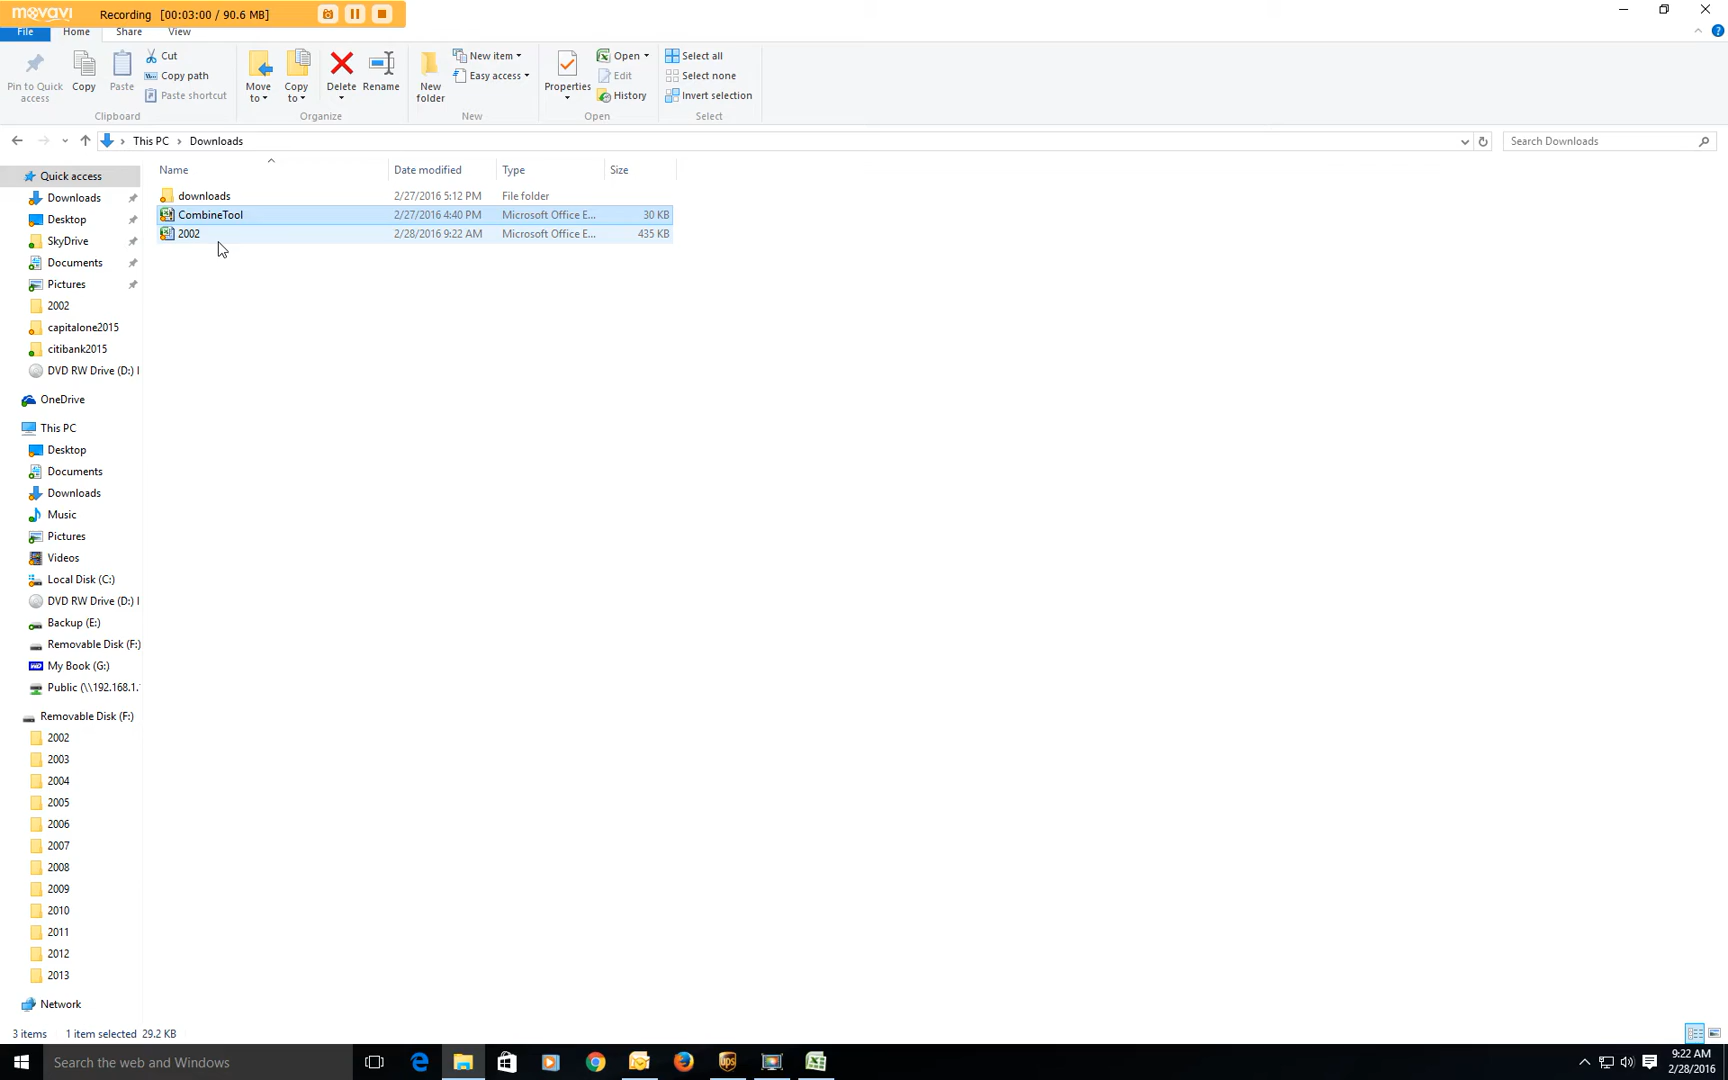 movavi Recording [00:03:00 / 90.6 MB]
File Home Share View
Pin to Quick access
Copy
Paste
Cut
Copy path
Paste shortcut
Clipboard
Move to
Copy to
Delete
Rename
Organize
New folder
New item
Easy access
New
Properties
Open
Edit
History
Open
Select all
Select none
Invert selection
Select
This PC > Downloads
Search Downloads
Name Date modified Type Size
downloads 2/27/2016 5:12 PM File folder
CombineTool 2/27/2016 4:40 PM Microsoft Office E... 30 KB
2002 2/28/2016 9:22 AM Microsoft Office E... 435 KB
Quick access
Downloads
Desktop
SkyDrive
Documents
Pictures
2002
capitalone2015
citibank2015
DVD RW Drive (D:) I
OneDrive
This PC
Desktop
Documents
Downloads
Music
Pictures
Videos
Local Disk (C:)
DVD RW Drive (D:) I
Backup (E:)
Removable Disk (F:)
My Book (G:)
Public (\\192.168.1.
Removable Disk (F:)
2002
2003
2004
2005
2006
2007
2008
2009
2010
2011
2012
2013
Network
3 items 1 item selected 29.2 KB
Search the web and Windows
9:22 AM
2/28/2016